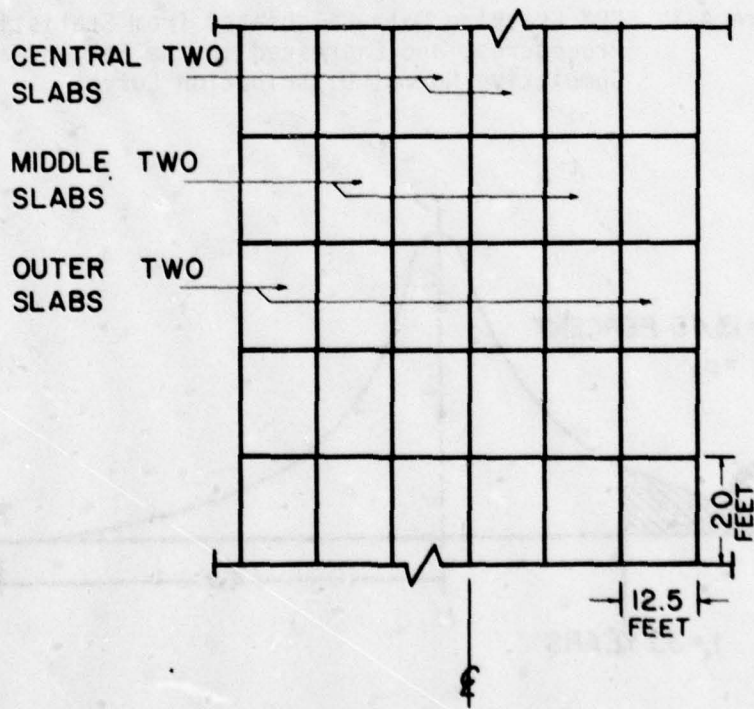 CENTRAL TWO
SLABS
MIDDLE TWO
SLABS
OUTER TWO
SLABS
20
FEET
12.5
FEET
℄